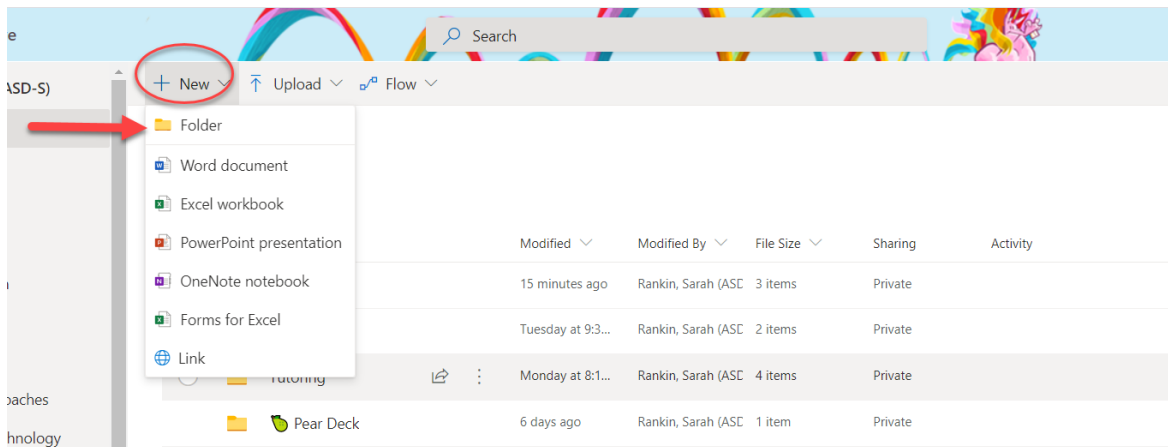 e
Search
ASD-S)
New
Upload
Flow
Folder
Word document
Excel workbook
PowerPoint presentation
OneNote notebook
Forms for Excel
Link
Modified Modified By File Size Sharing Activity
15 minutes ago Rankin, Sarah (ASD 3 items Private
Tuesday at 9:3... Rankin, Sarah (ASD 2 items Private
Tutoring Monday at 8:1... Rankin, Sarah (ASD 4 items Private
Pear Deck 6 days ago Rankin, Sarah (ASD 1 item Private
oaches
hnology